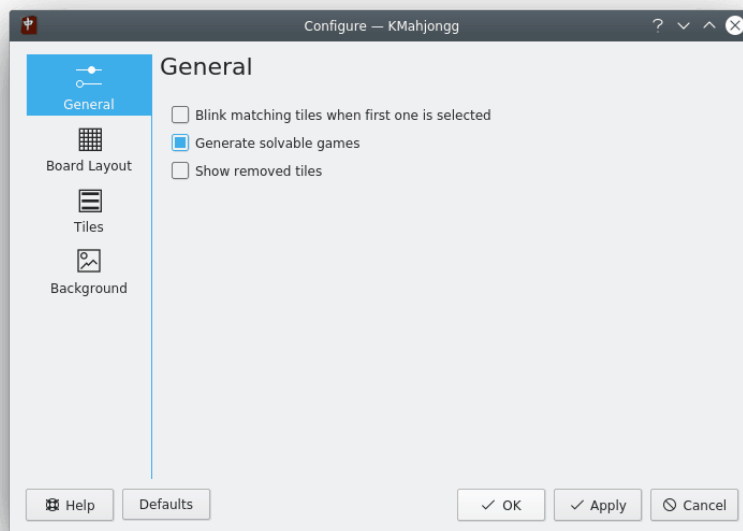 Configure — KMahjongg
General
General
Blink matching tiles when first one is selected
Generate solvable games
Show removed tiles
Board Layout
Tiles
Background
Help
Defaults
OK
Apply
Cancel